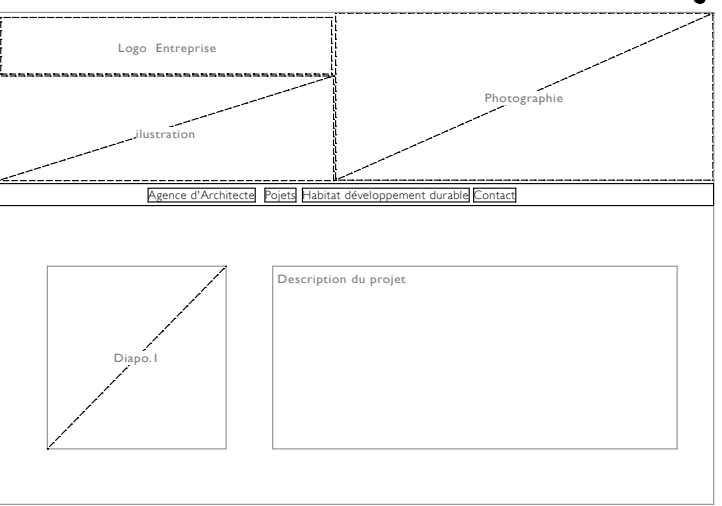 Logo Entreprise
Photographie
ilustration
Agence d'Architecte Pojets Habitat développement durable Contact
Description du projet
Diapo.1